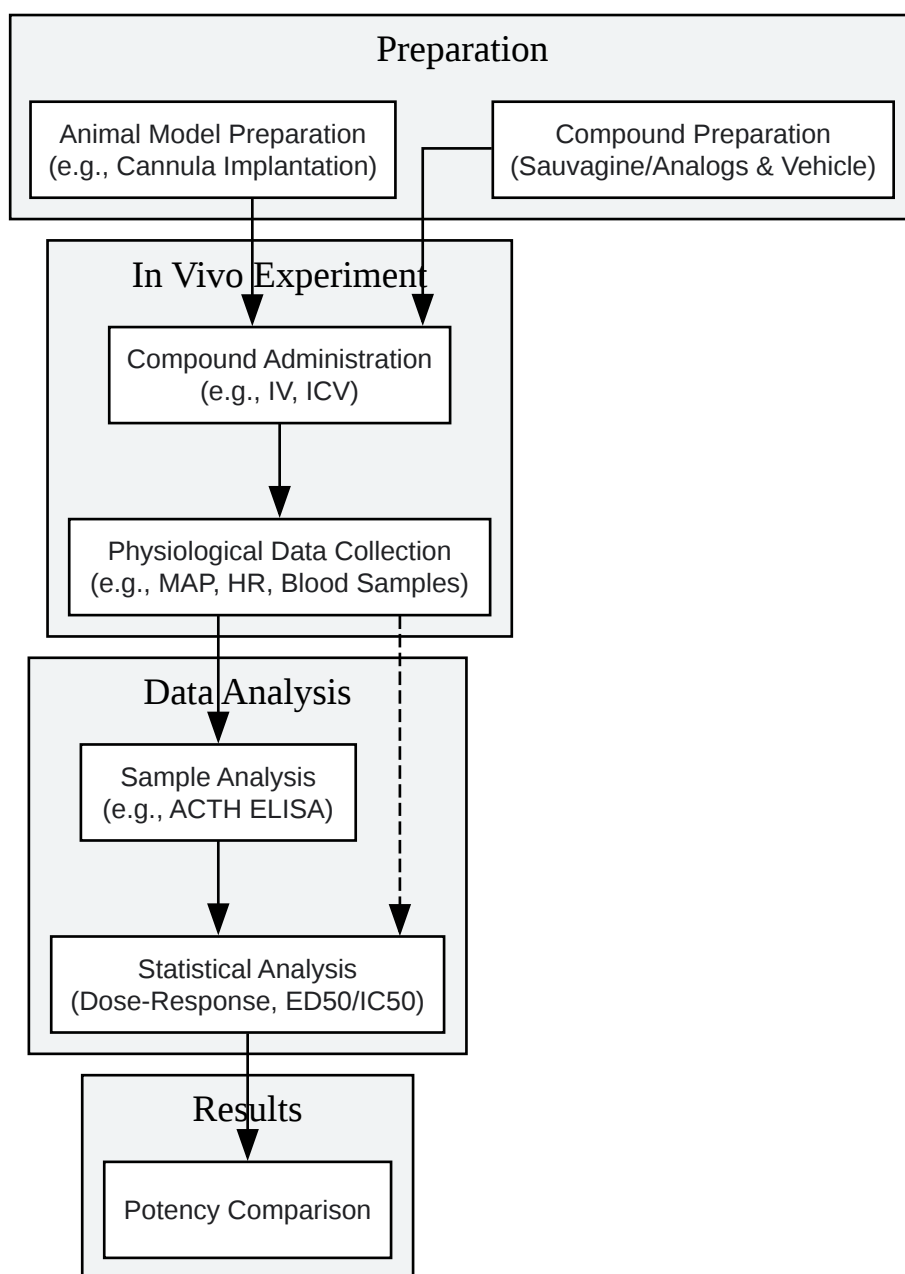 Preparation
Animal Model Preparation
(e.g., Cannula Implantation)
Compound Preparation
(Sauvagine/Analogs & Vehicle)
In Vivo Experiment
Compound Administration
(e.g., IV, ICV)
Physiological Data Collection
(e.g., MAP, HR, Blood Samples)
Data Analysis
Sample Analysis
(e.g., ACTH ELISA)
Statistical Analysis
(Dose-Response, ED50/IC50)
Results
Potency Comparison